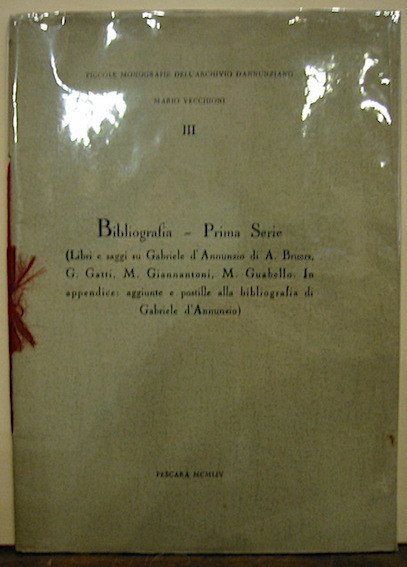 PICCOLE MONOGRAFIE DELL'ARCHIVIO DANNUNZIANO
MARIO VECCHIONI
III
Bibliografia - Prima Serie
(Libri e saggi su Gabriele d'Annunzio di A. Bruers,
G. Gatti, M. Giannantoni, M. Guabello. In
appendice: aggiunte e postille alla bibliografia di
Gabriele d'Annunzio)
PESCARA MCMLIV